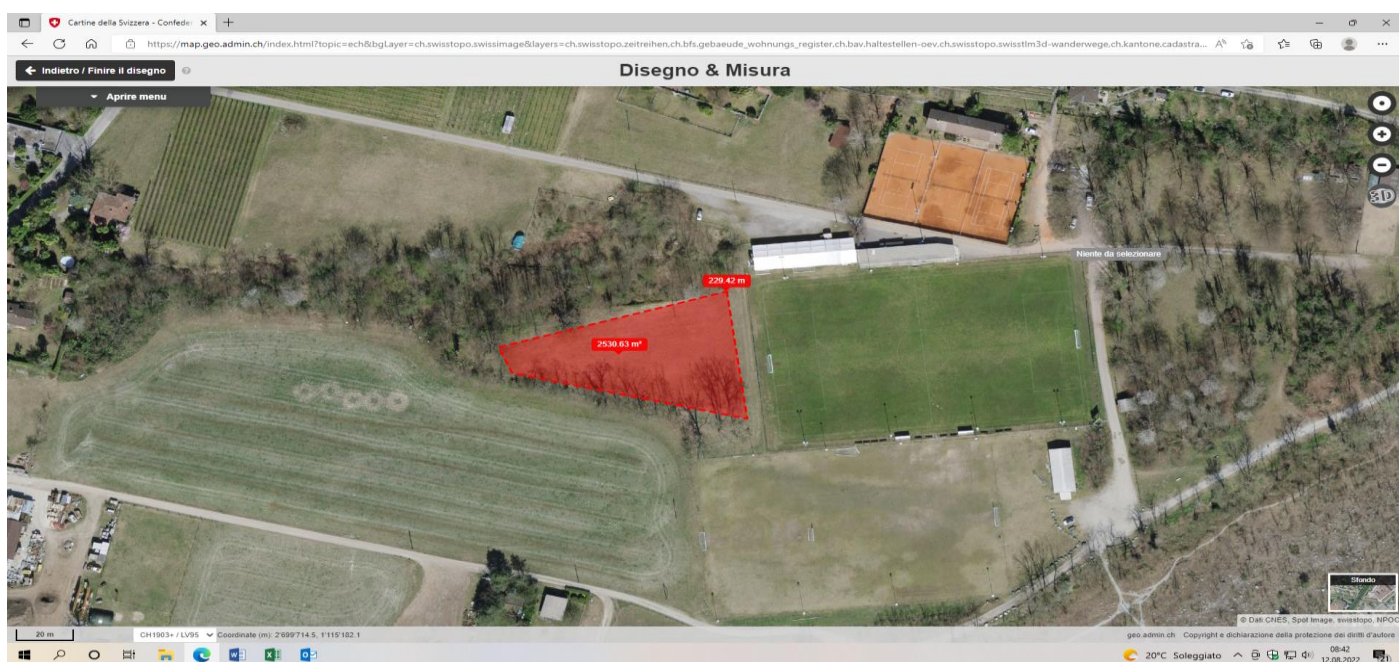 Cartine della Svizzera - Confede
https://map.geo.admin.ch/index.html?topic=ech&bgLayer=ch.swisstopo.swissimage&layers=ch.swisstopo.zeitreihen,ch.bfs.gebaeude_wohnungs_register,ch.bav.haltestellen-oev,ch.swisstopo.swisstlm3d-wanderwege,ch.kantone.cadastra...
Indietro / Finire il disegno
Disegno & Misura
Aprire menu
3D
Niente da selezionare
229.42 m
2530.63 m²
Sfondo
© Dati CNES, Spot Image, swisstopo, NPOC
20 m
CH1903+ / LV95
Coordinate (m): 2'699'714.5, 1'115'182.1
geo.admin.ch Copyright e dichiarazione della protezione dei diritti d'autore
20°C Soleggiato
08:42
12.08.2022